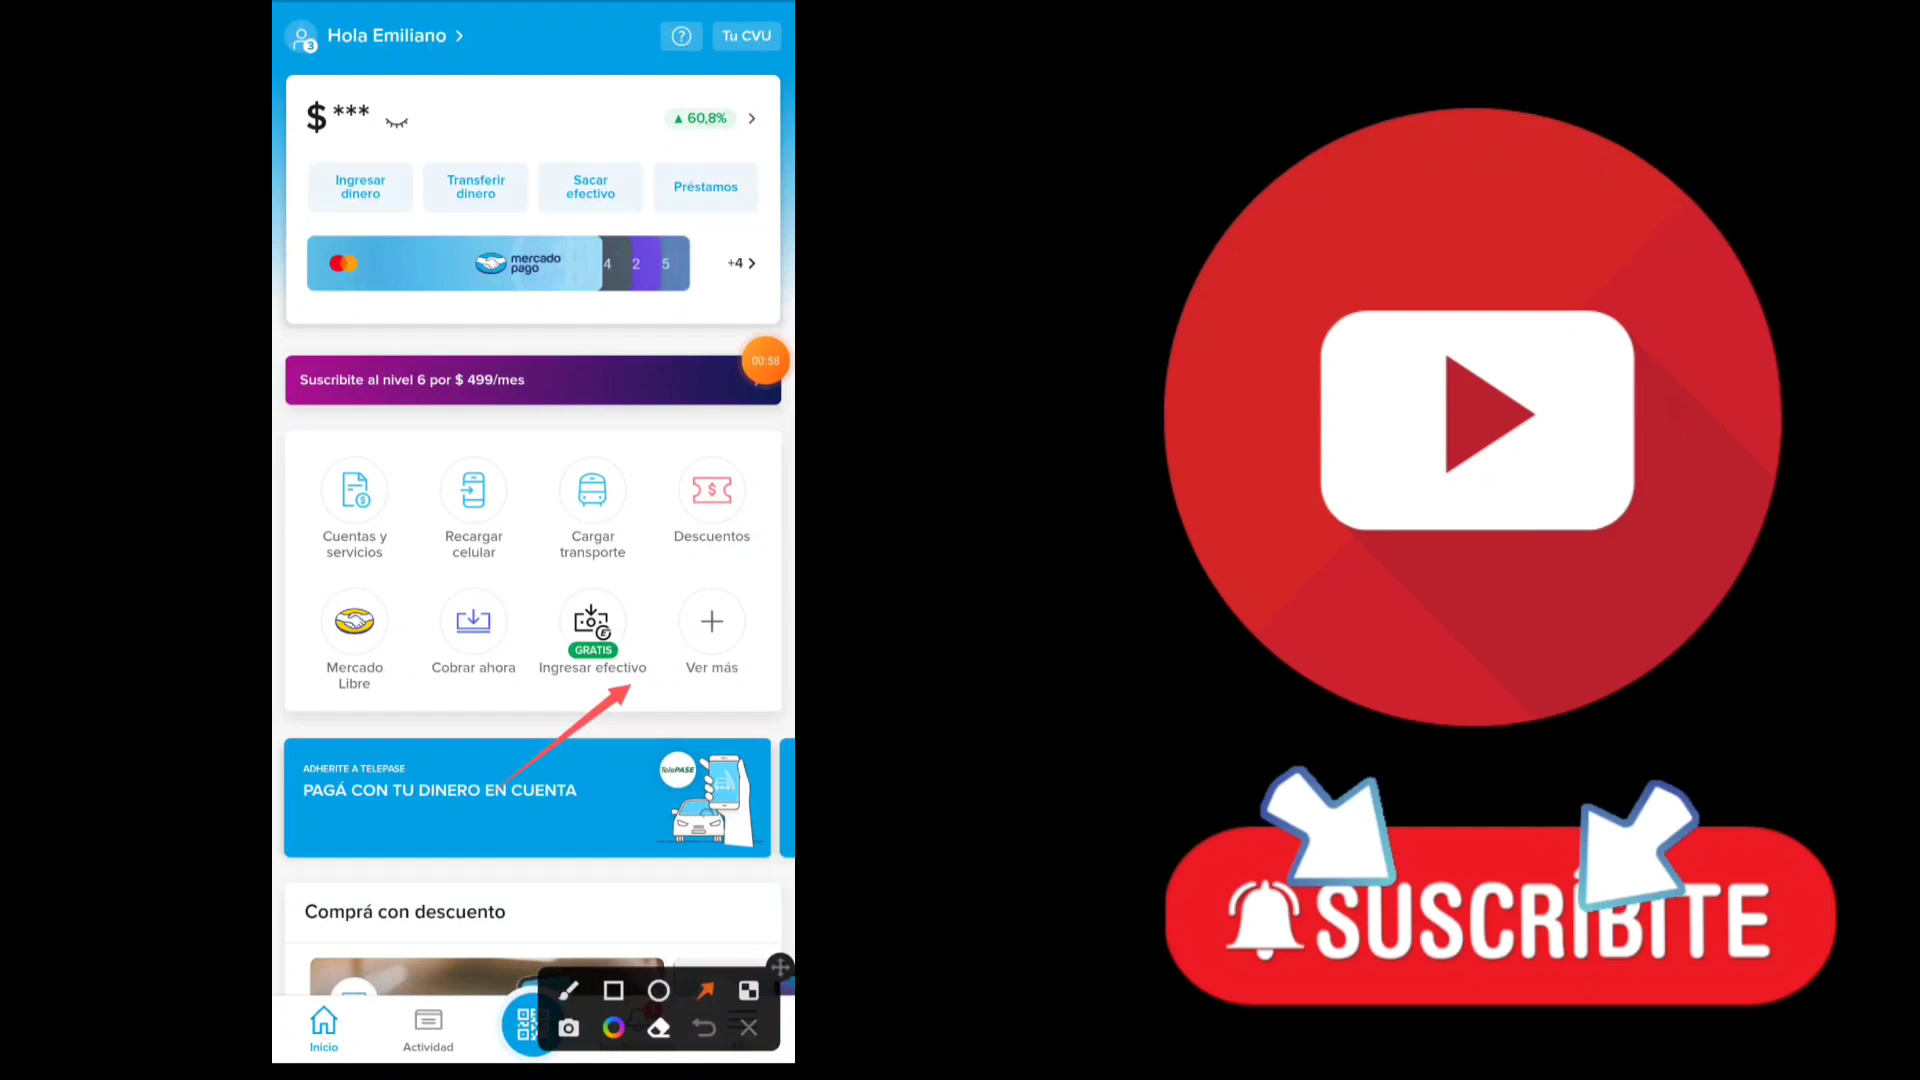 Hola Emiliano
3
Tu CVU
$ ***
60,8%
Ingresar
dinero
Transferir
dinero
Sacar
efectivo
Préstamos
mercado
pago
4
2
5
+4
00:58
Suscribite al nivel 6 por $ 499/mes
Cuentas y
servicios
Recargar
celular
Cargar
transporte
Descuentos
GRATIS
Mercado
Libre
Cobrar ahora
Ingresar efectivo
Ver más
ADHERITE A TELEPASE
PAGÁ CON TU DINERO EN CUENTA
TelePASE
Comprá con descuento
Inicio
Actividad
SUSCRÍBITE